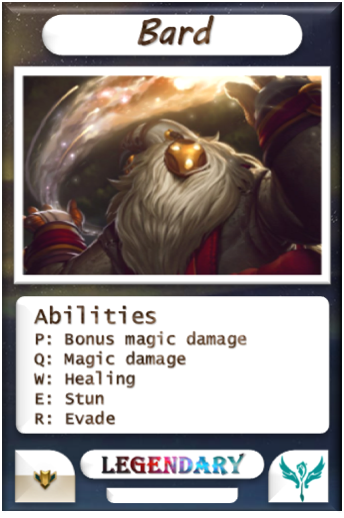 Bard
Abilities
P: Bonus magic damage
Q: Magic damage
W: Healing
E: Stun
R: Evade
LEGENDARY